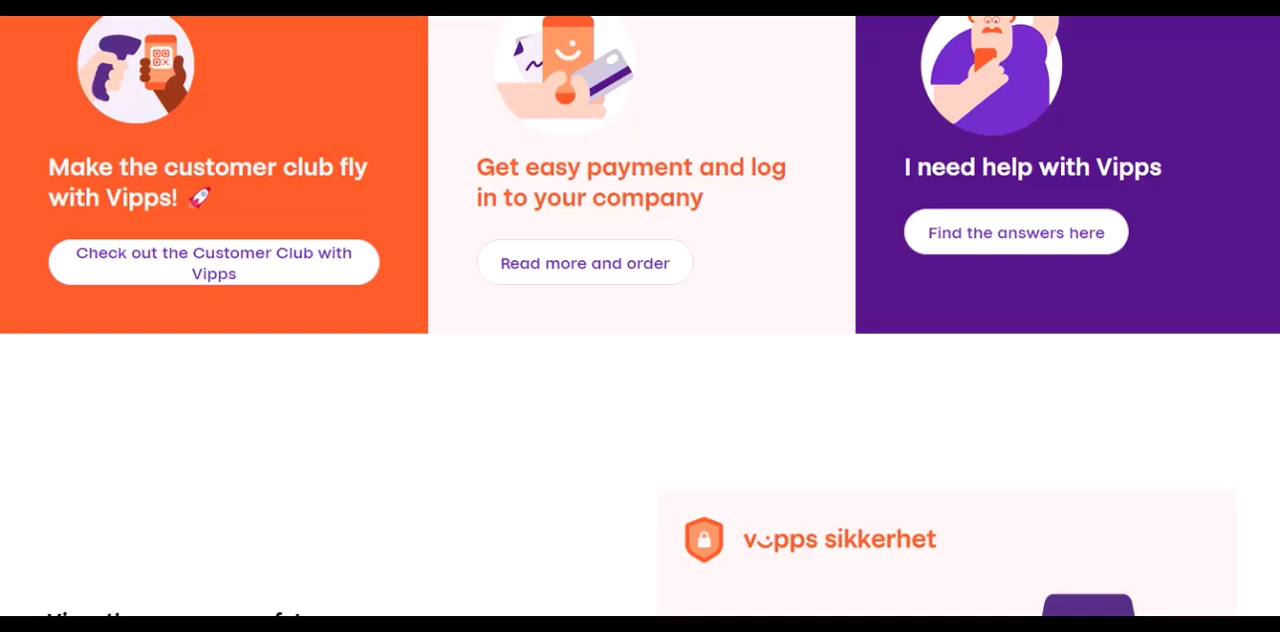 Make the customer club fly
with Vipps! 🚀
Check out the Customer Club with
Vipps
Get easy payment and log
in to your company
Read more and order
I need help with Vipps
Find the answers here
vipps sikkerhet